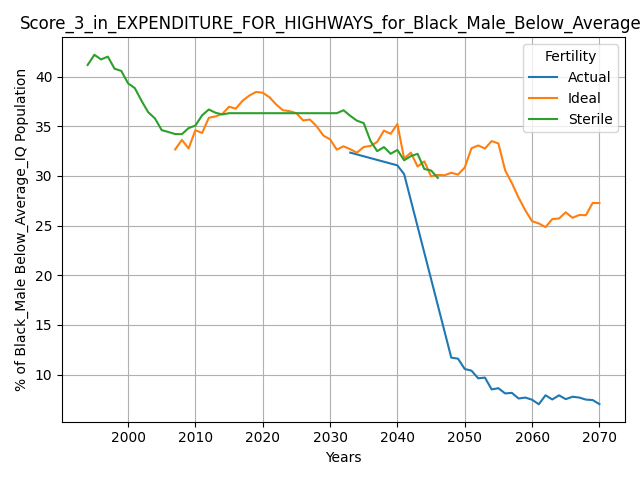 Score_3_in_EXPENDITURE_FOR_HIGHWAYS_for_Black_Male_Below_Average
Fertility
Actual
Ideal
Sterile
% of Black_Male Below_Average_IQ Population
40
35
30
25
20
15
10
2000 2010 2020 2030 2040 2050 2060 2070
Years